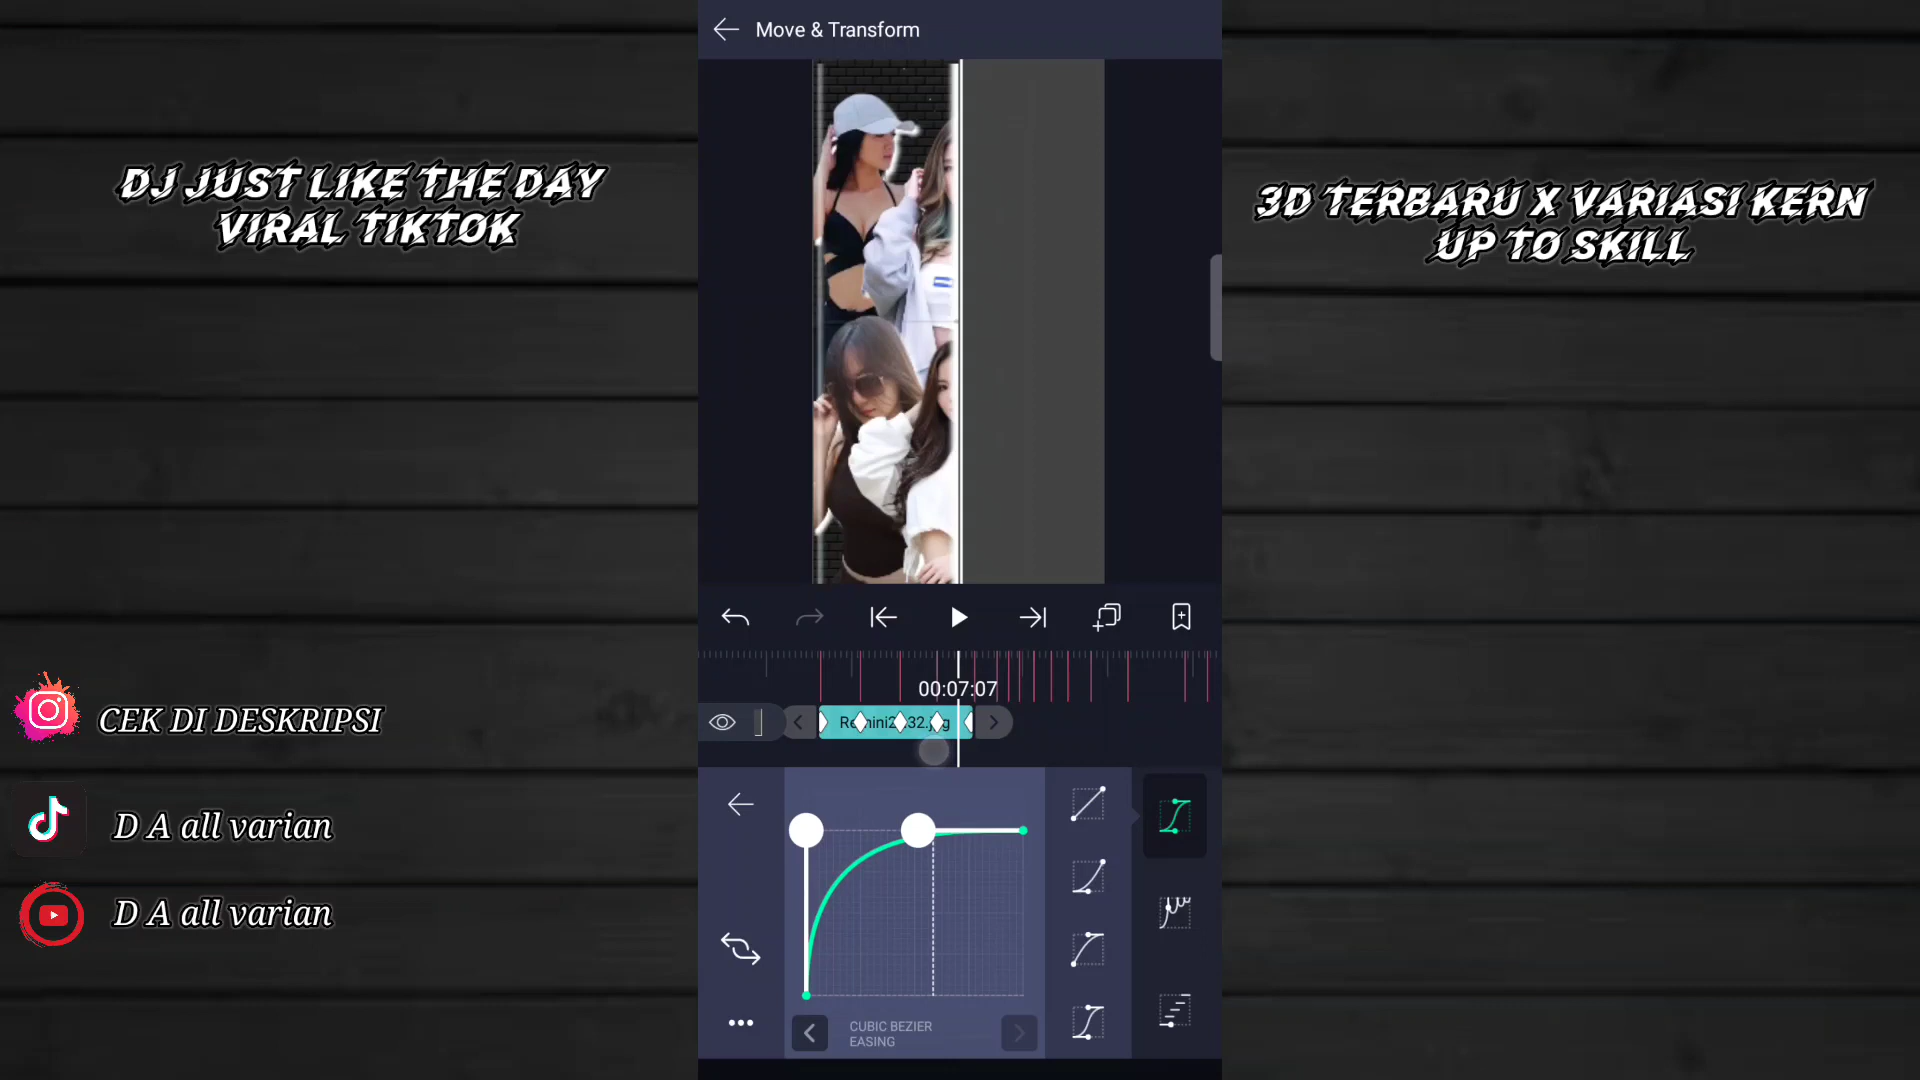 Move & Transform
DJ JUST LIKE THE DAY
VIRAL TIKTOK
3D TERBARU X VARIASI KERN
UP TO SKILL
00:07:07
CEK DI DESKRIPSI
D A all varian
D A all varian
CUBIC BEZIER
EASING